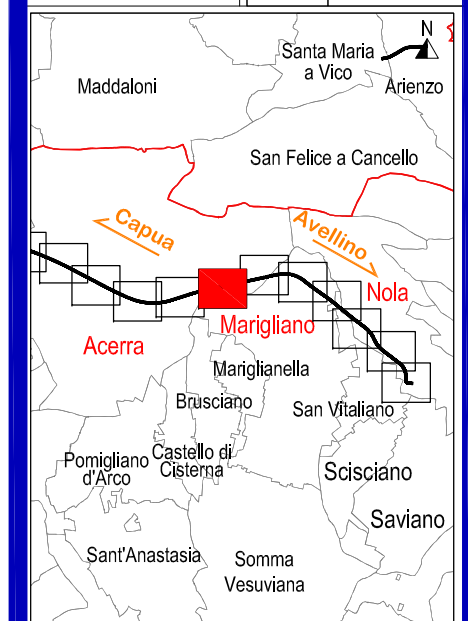 N
Santa Maria
a Vico
Maddaloni
Arienzo
San Felice a Cancello
Capua
Avellino
Nola
Marigliano
Acerra
Mariglianella
Brusciano
San Vitaliano
Castello di
Cisterna
Pomigliano
d'Arco
Scisciano
Saviano
Sant'Anastasia
Somma
Vesuviana